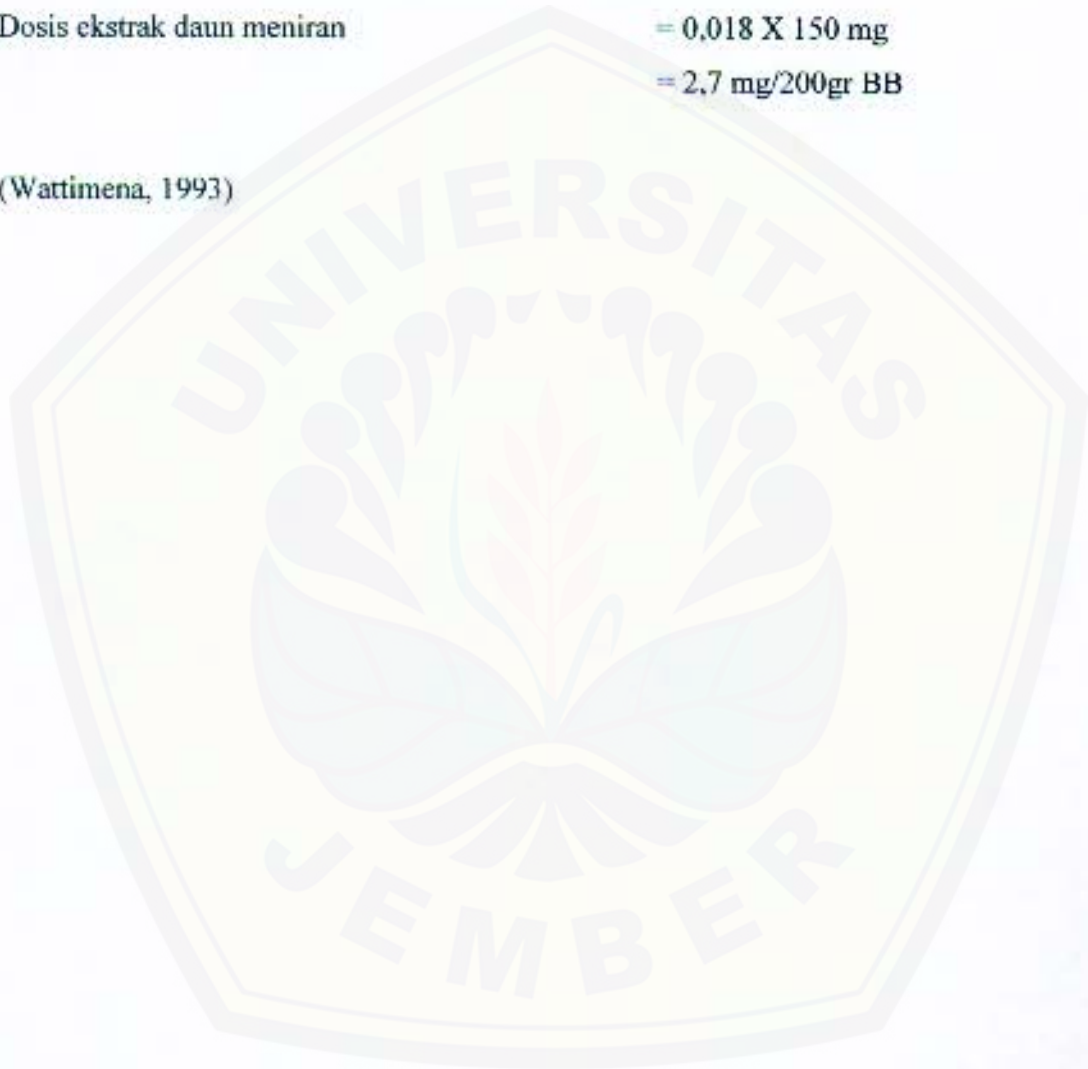 Dosis ekstrak daun meniran = 0,018 X 150 mg
= 2,7 mg/200gr BB
(Wattimena, 1993)
UNIVERSITAS
JEMBER